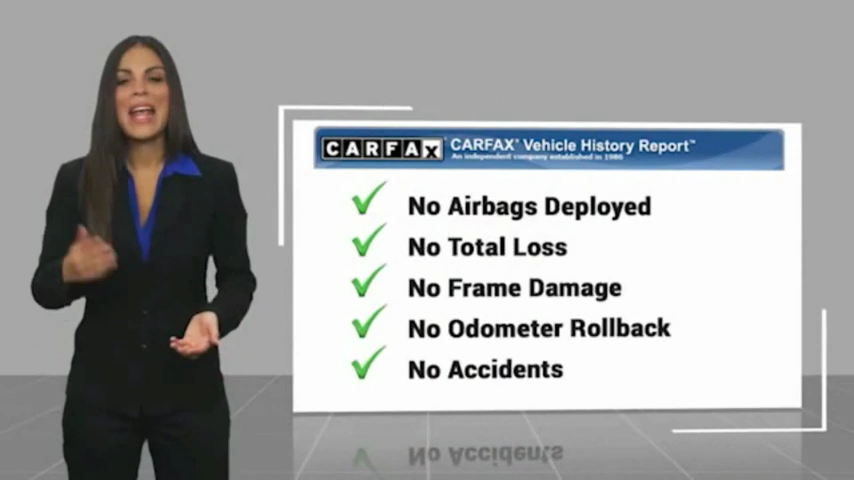 CARFAX CARFAX® Vehicle History Report™
An independent company established in 1986
No Airbags Deployed
No Total Loss
No Frame Damage
No Odometer Rollback
No Accidents
No Accidents